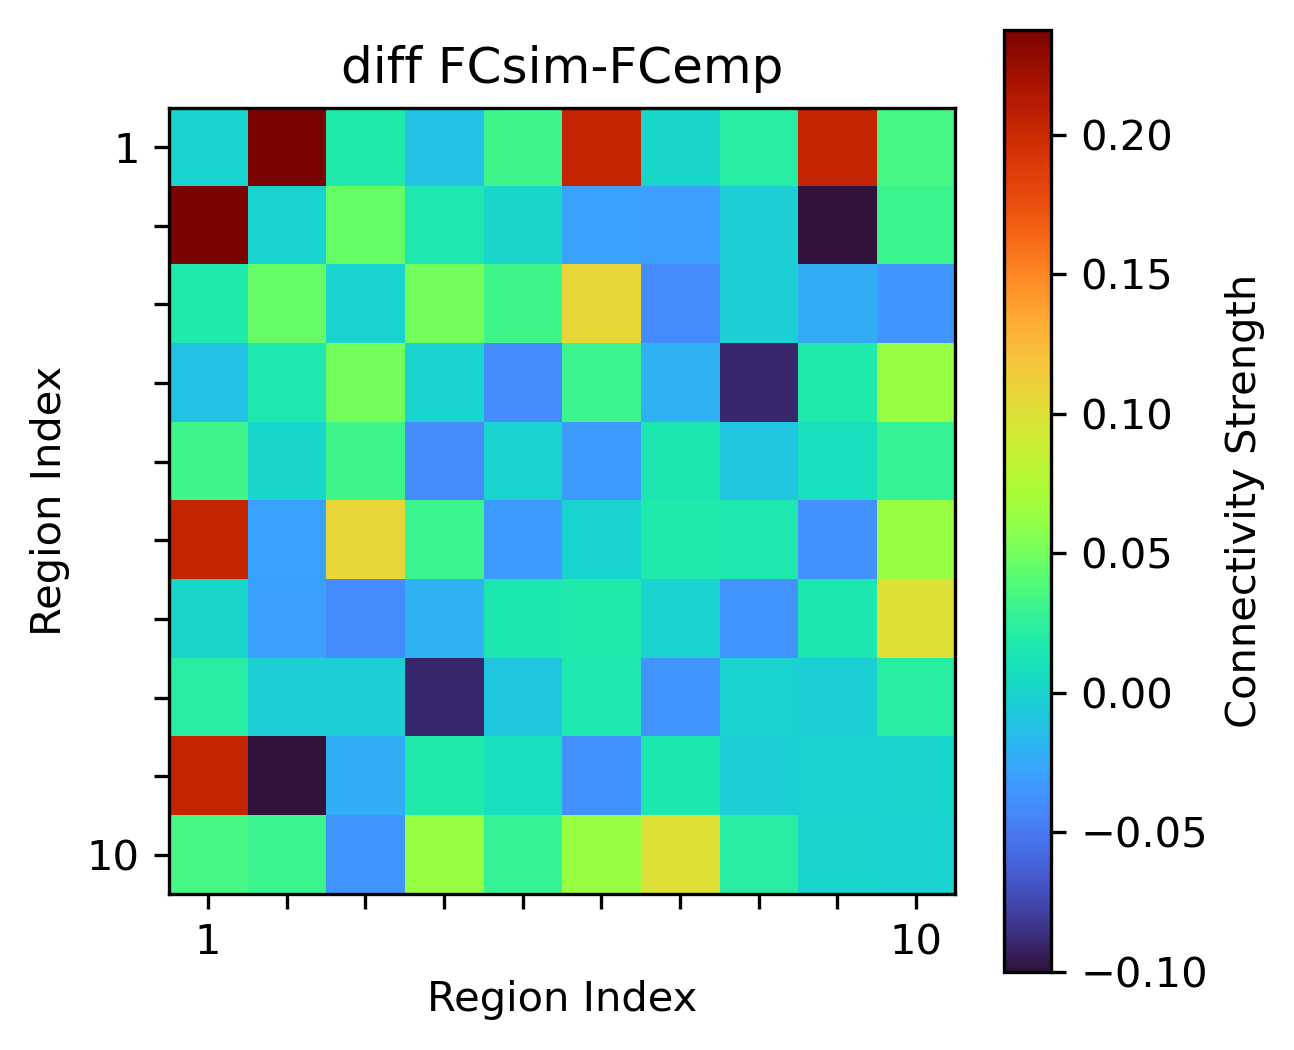 diff FCsim-FCemp
1
10
Region Index
1
10
Region Index
0.20
0.15
0.10
0.05
0.00
−0.05
−0.10
Connectivity Strength